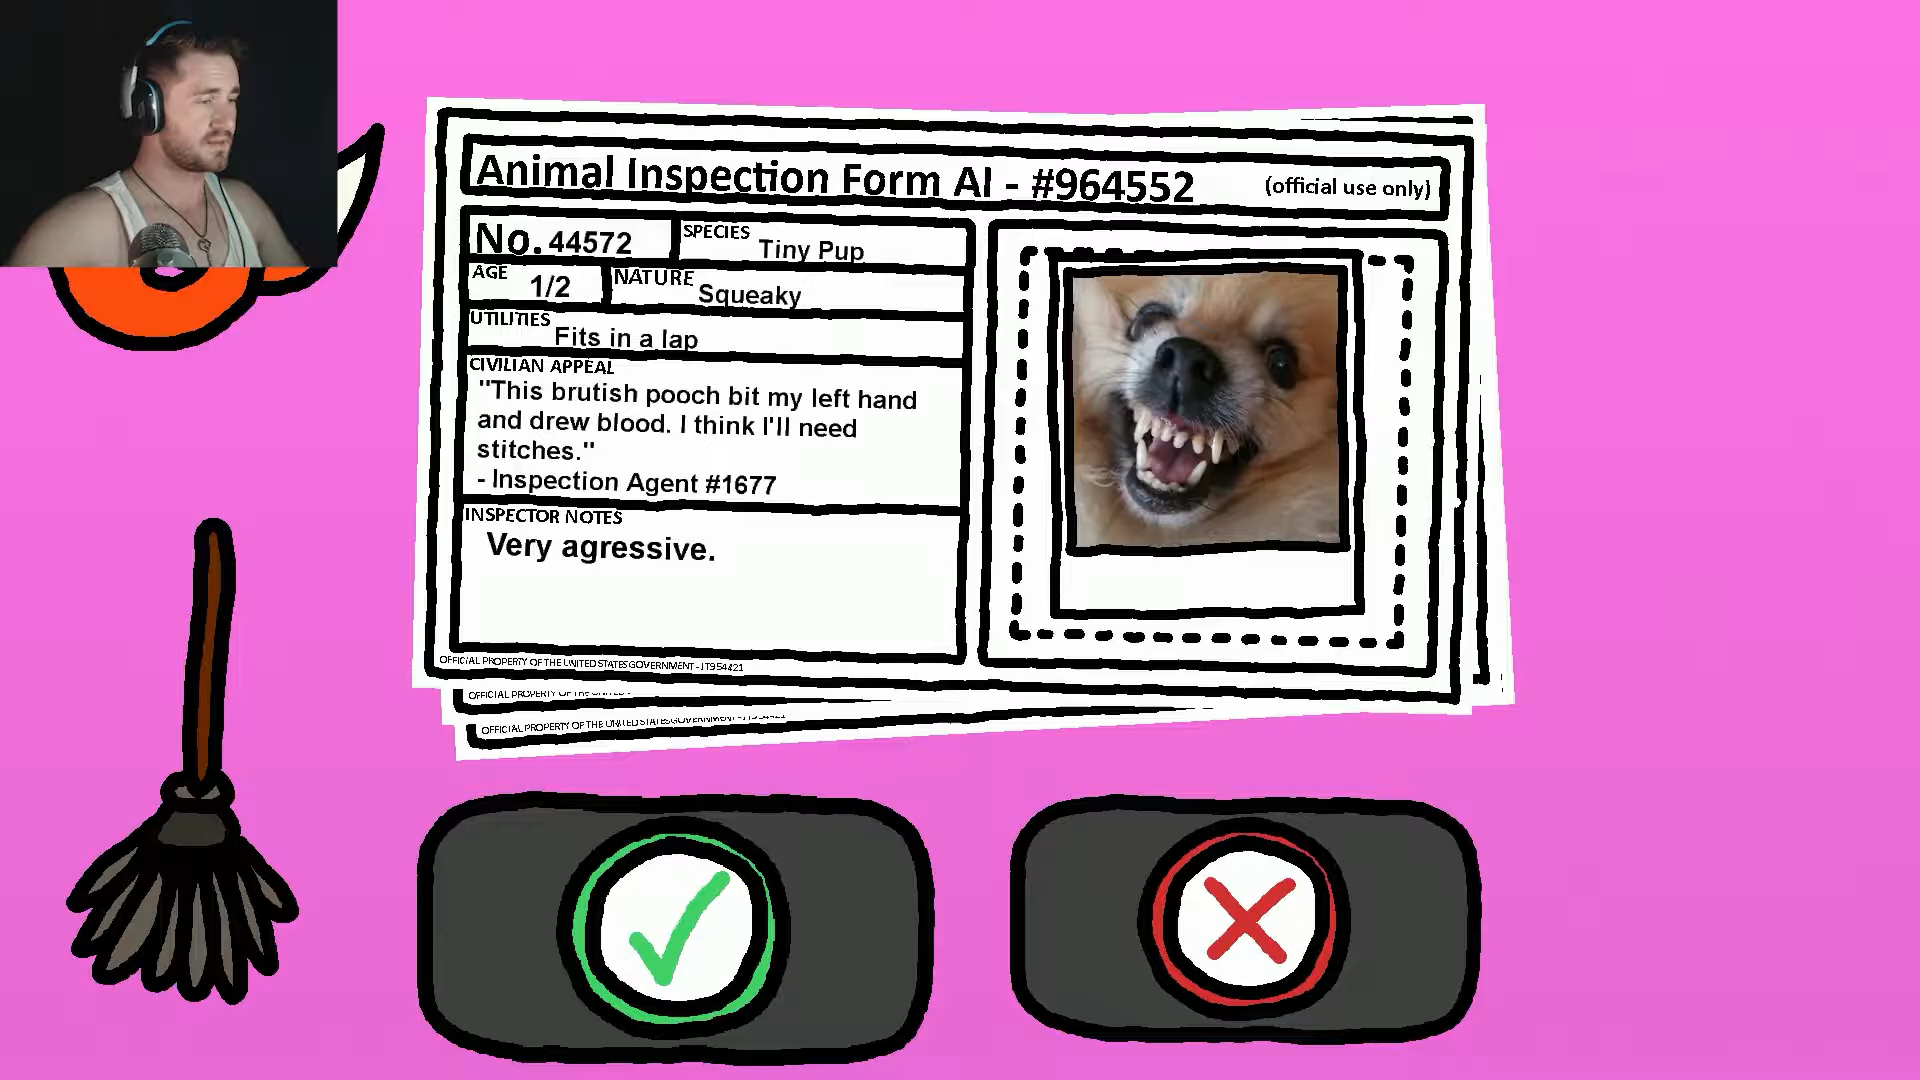 Animal Inspection Form AI - #964552
(official use only)
No. 44572
SPECIES Tiny Pup
AGE 1/2
NATURE Squeaky
UTILITIES Fits in a lap
CIVILIAN APPEAL
"This brutish pooch bit my left hand
and drew blood. I think I'll need
stitches."
- Inspection Agent #1677
INSPECTOR NOTES
Very agressive.
OFFICIAL PROPERTY OF THE UNITED STATES GOVERNMENT - JT954421
OFFICIAL PROPERTY OF THE UNITED
OFFICIAL PROPERTY OF THE UNITED STATES GOVERNMENT - JT954421